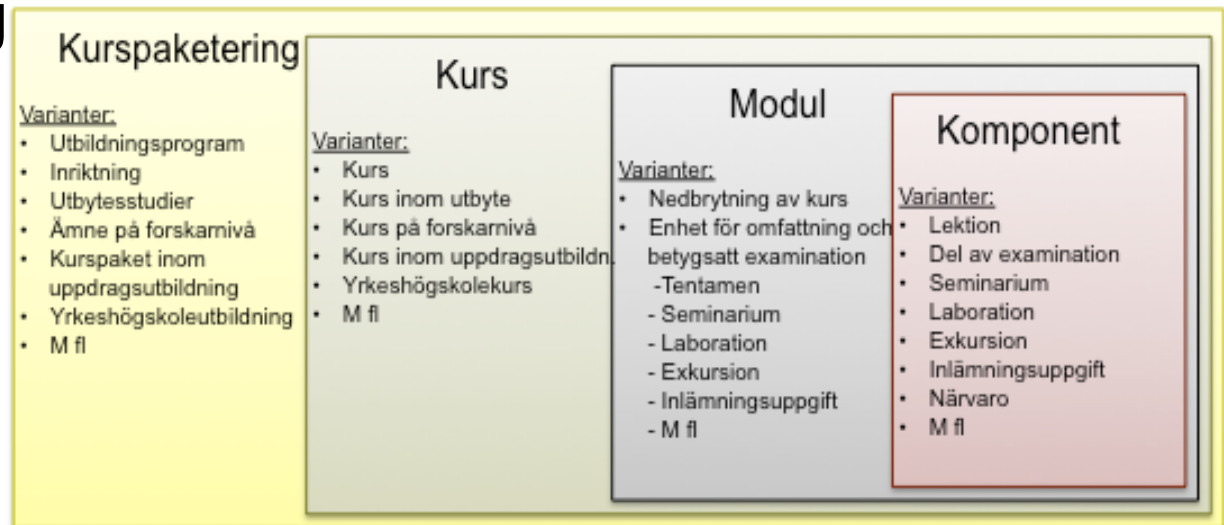 Kurspaketering
Varianter:
• Utbildningsprogram
• Inriktning
• Utbytesstudier
• Ämne på forskarnivå
• Kurspaket inom
uppdragsutbildning
• Yrkeshögskoleutbildning
• M fl
Kurs
Varianter:
• Kurs
• Kurs inom utbyte
• Kurs på forskarnivå
• Kurs inom uppdragsutbildn.
• Yrkeshögskolekurs
• M fl
Modul
Varianter:
• Nedbrytning av kurs
• Enhet för omfattning och
betygsatt examination
-Tentamen
- Seminarium
- Laboration
- Exkursion
- Inlämningsuppgift
- M fl
Komponent
Varianter:
• Lektion
• Del av examination
• Seminarium
• Laboration
• Exkursion
• Inlämningsuppgift
• Närvaro
• M fl